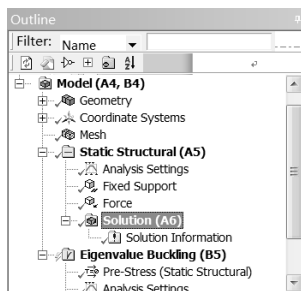 Outline
Filter: Name
Model (A4, B4)
Geometry
Coordinate Systems
Mesh
Static Structural (A5)
Analysis Settings
Fixed Support
Force
Solution (A6)
Solution Information
Eigenvalue Buckling (B5)
Pre-Stress (Static Structural)
Analysis Settings